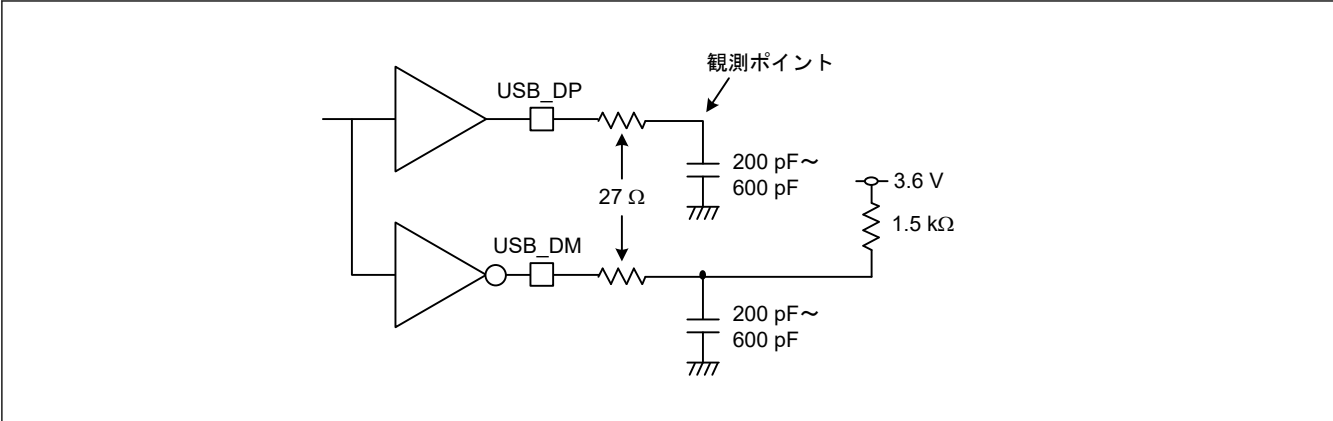 観測ポイント
USB_DP
200 pF~
600 pF
3.6 V
27 Ω
1.5 kΩ
USB_DM
200 pF~
600 pF